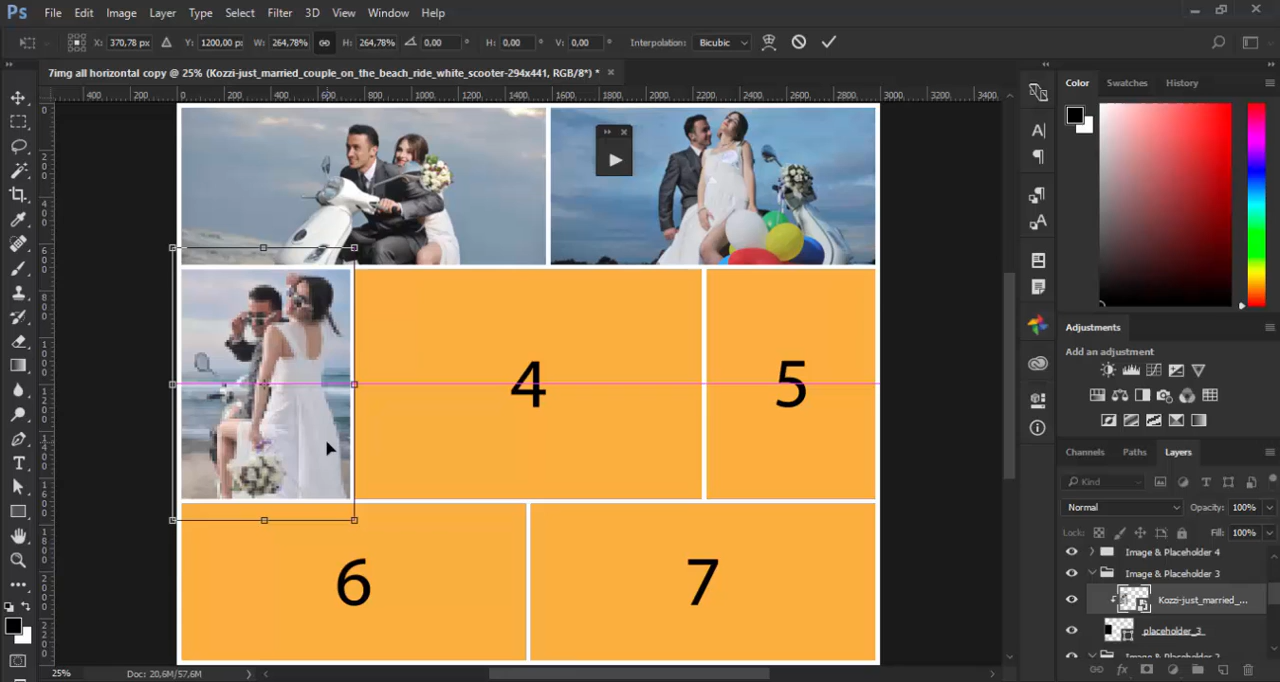 Ps File Edit Image Layer Type Select Filter 3D View Window Help
X: 370,78 px Y: 1200,00 px W: 264,78% H: 264,78% 0,00 ° H: 0,00 ° V: 0,00 ° Interpolation: Bicubic
7img all horizontal copy @ 25% (Kozzi-just_married_couple_on_the_beach_ride_white_scooter-294x441, RGB/8*) * ×
400 200 0 200 400 600 800 1000 1200 1400 1600 1800 2000 2200 2400 2600 2800 3000 3200 3400
Color Swatches History
Adjustments
Add an adjustment
4
5
Channels Paths Layers
Kind
Normal Opacity: 100%
Lock: Fill: 100%
Image & Placeholder 4
Image & Placeholder 3
Kozzi-just_married_...
placeholder_3
6
7
25% Doc: 20,6M/57,6M